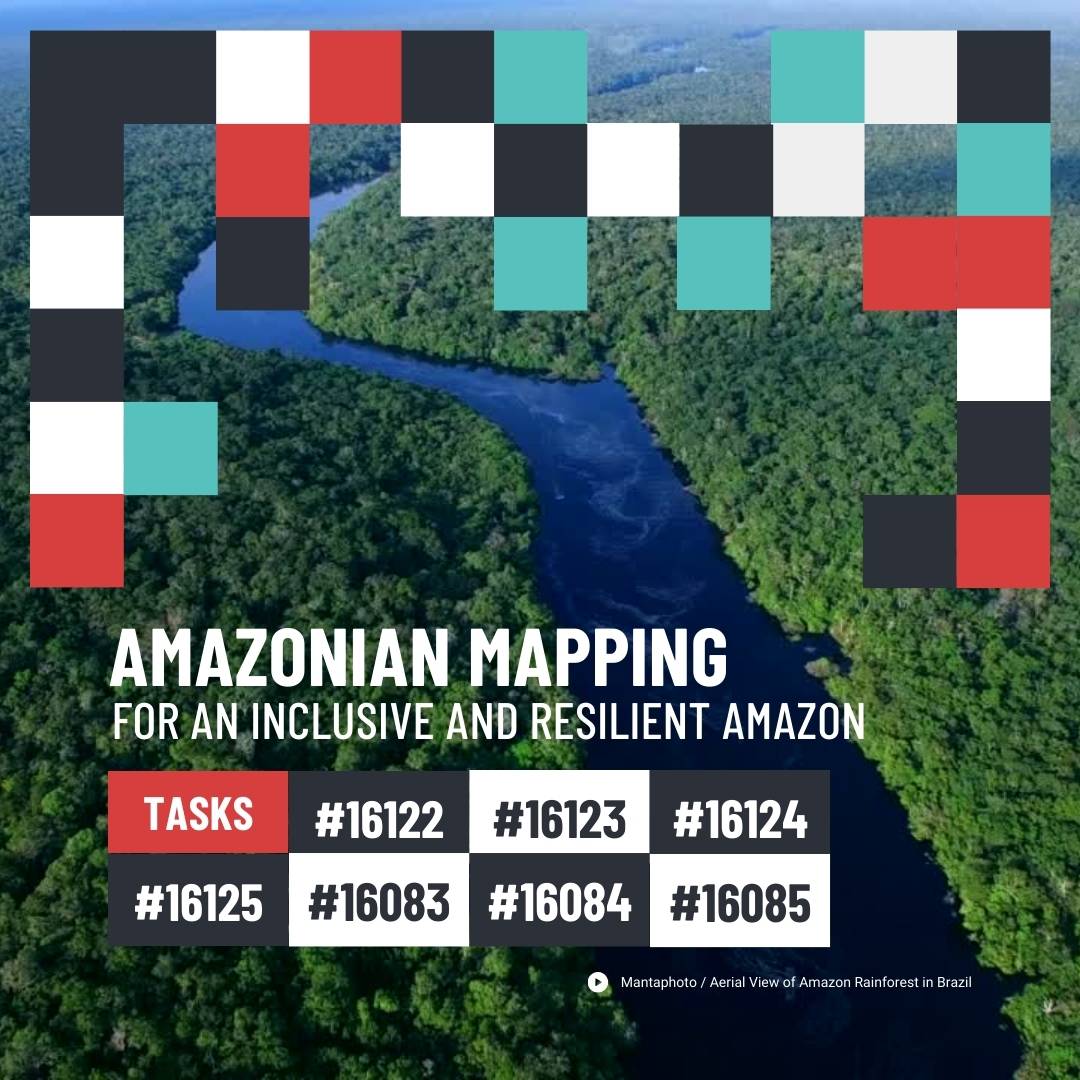 AMAZONIAN MAPPING
FOR AN INCLUSIVE AND RESILIENT AMAZON
TASKS #16122 #16123 #16124
#16125 #16083 #16084 #16085
Mantaphoto / Aerial View of Amazon Rainforest in Brazil